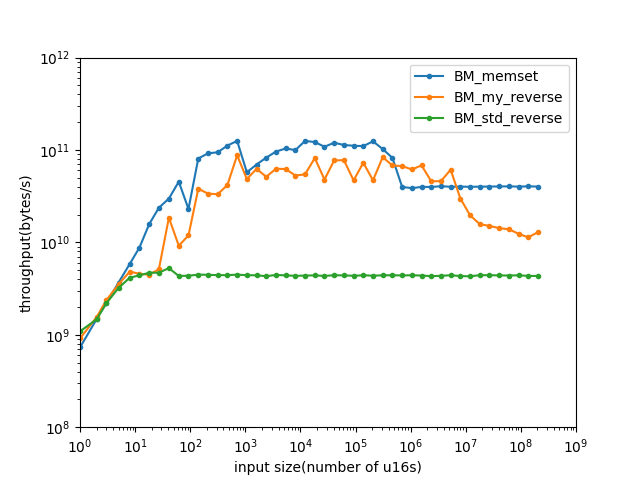 10^12
10^11
10^10
10^9
10^8
throughput(bytes/s)
BM_memset
BM_my_reverse
BM_std_reverse
10^0 10^1 10^2 10^3 10^4 10^5 10^6 10^7 10^8 10^9
input size(number of u16s)